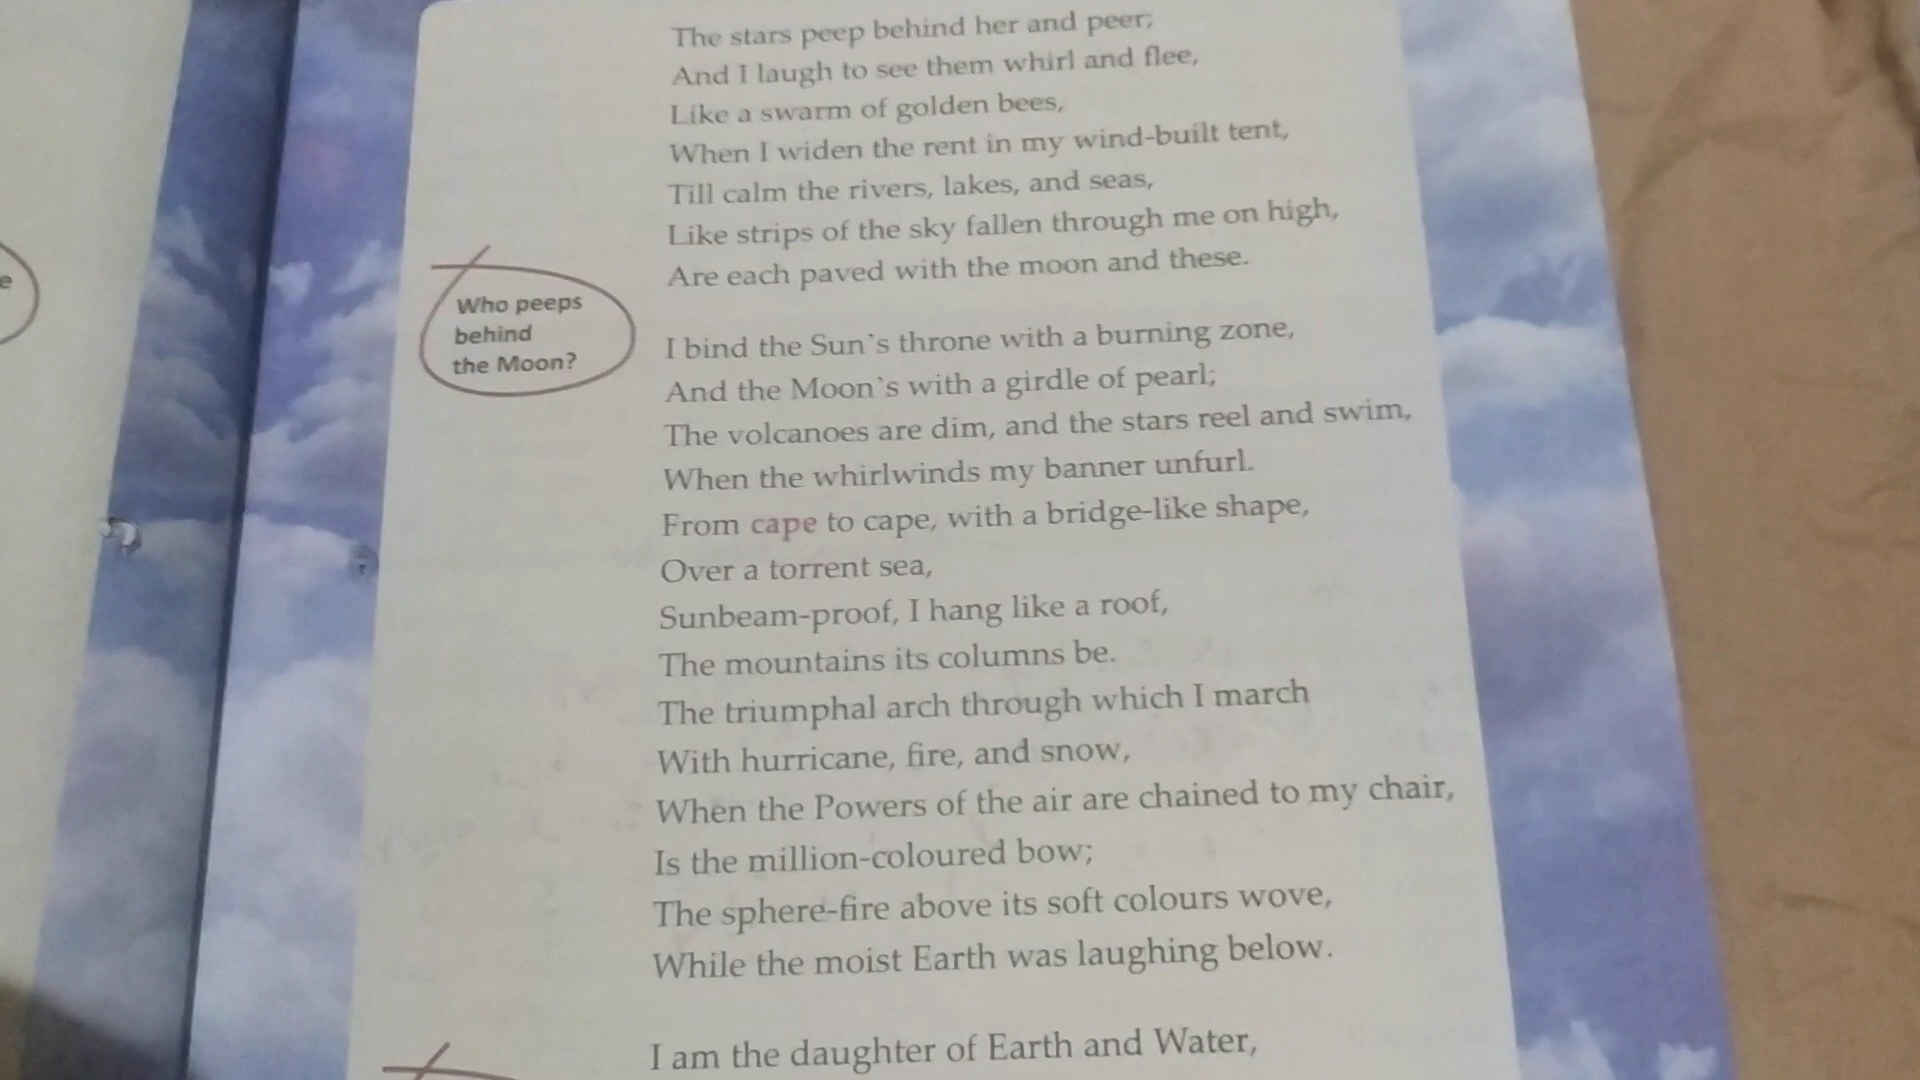 The stars peep behind her and peer;
And I laugh to see them whirl and flee,
Like a swarm of golden bees,
When I widen the rent in my wind-built tent,
Till calm the rivers, lakes, and seas,
Like strips of the sky fallen through me on high,
Are each paved with the moon and these.
e
Who peeps
behind
the Moon?
I bind the Sun's throne with a burning zone,
And the Moon's with a girdle of pearl;
The volcanoes are dim, and the stars reel and swim,
When the whirlwinds my banner unfurl.
From cape to cape, with a bridge-like shape,
Over a torrent sea,
Sunbeam-proof, I hang like a roof,
The mountains its columns be.
The triumphal arch through which I march
With hurricane, fire, and snow,
When the Powers of the air are chained to my chair,
Is the million-coloured bow;
The sphere-fire above its soft colours wove,
While the moist Earth was laughing below.
I am the daughter of Earth and Water,